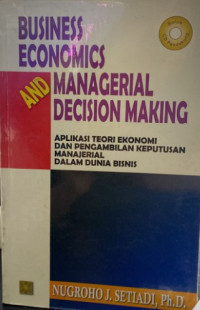 BUSINESS
ECONOMICS
AND MANAGERIAL
DECISION MAKING
APLIKASI TEORI EKONOMI
DAN PENGAMBILAN KEPUTUSAN
MANAJERIAL
DALAM DUNIA BISNIS
NUGROHO J. SETIADI, Ph.D.